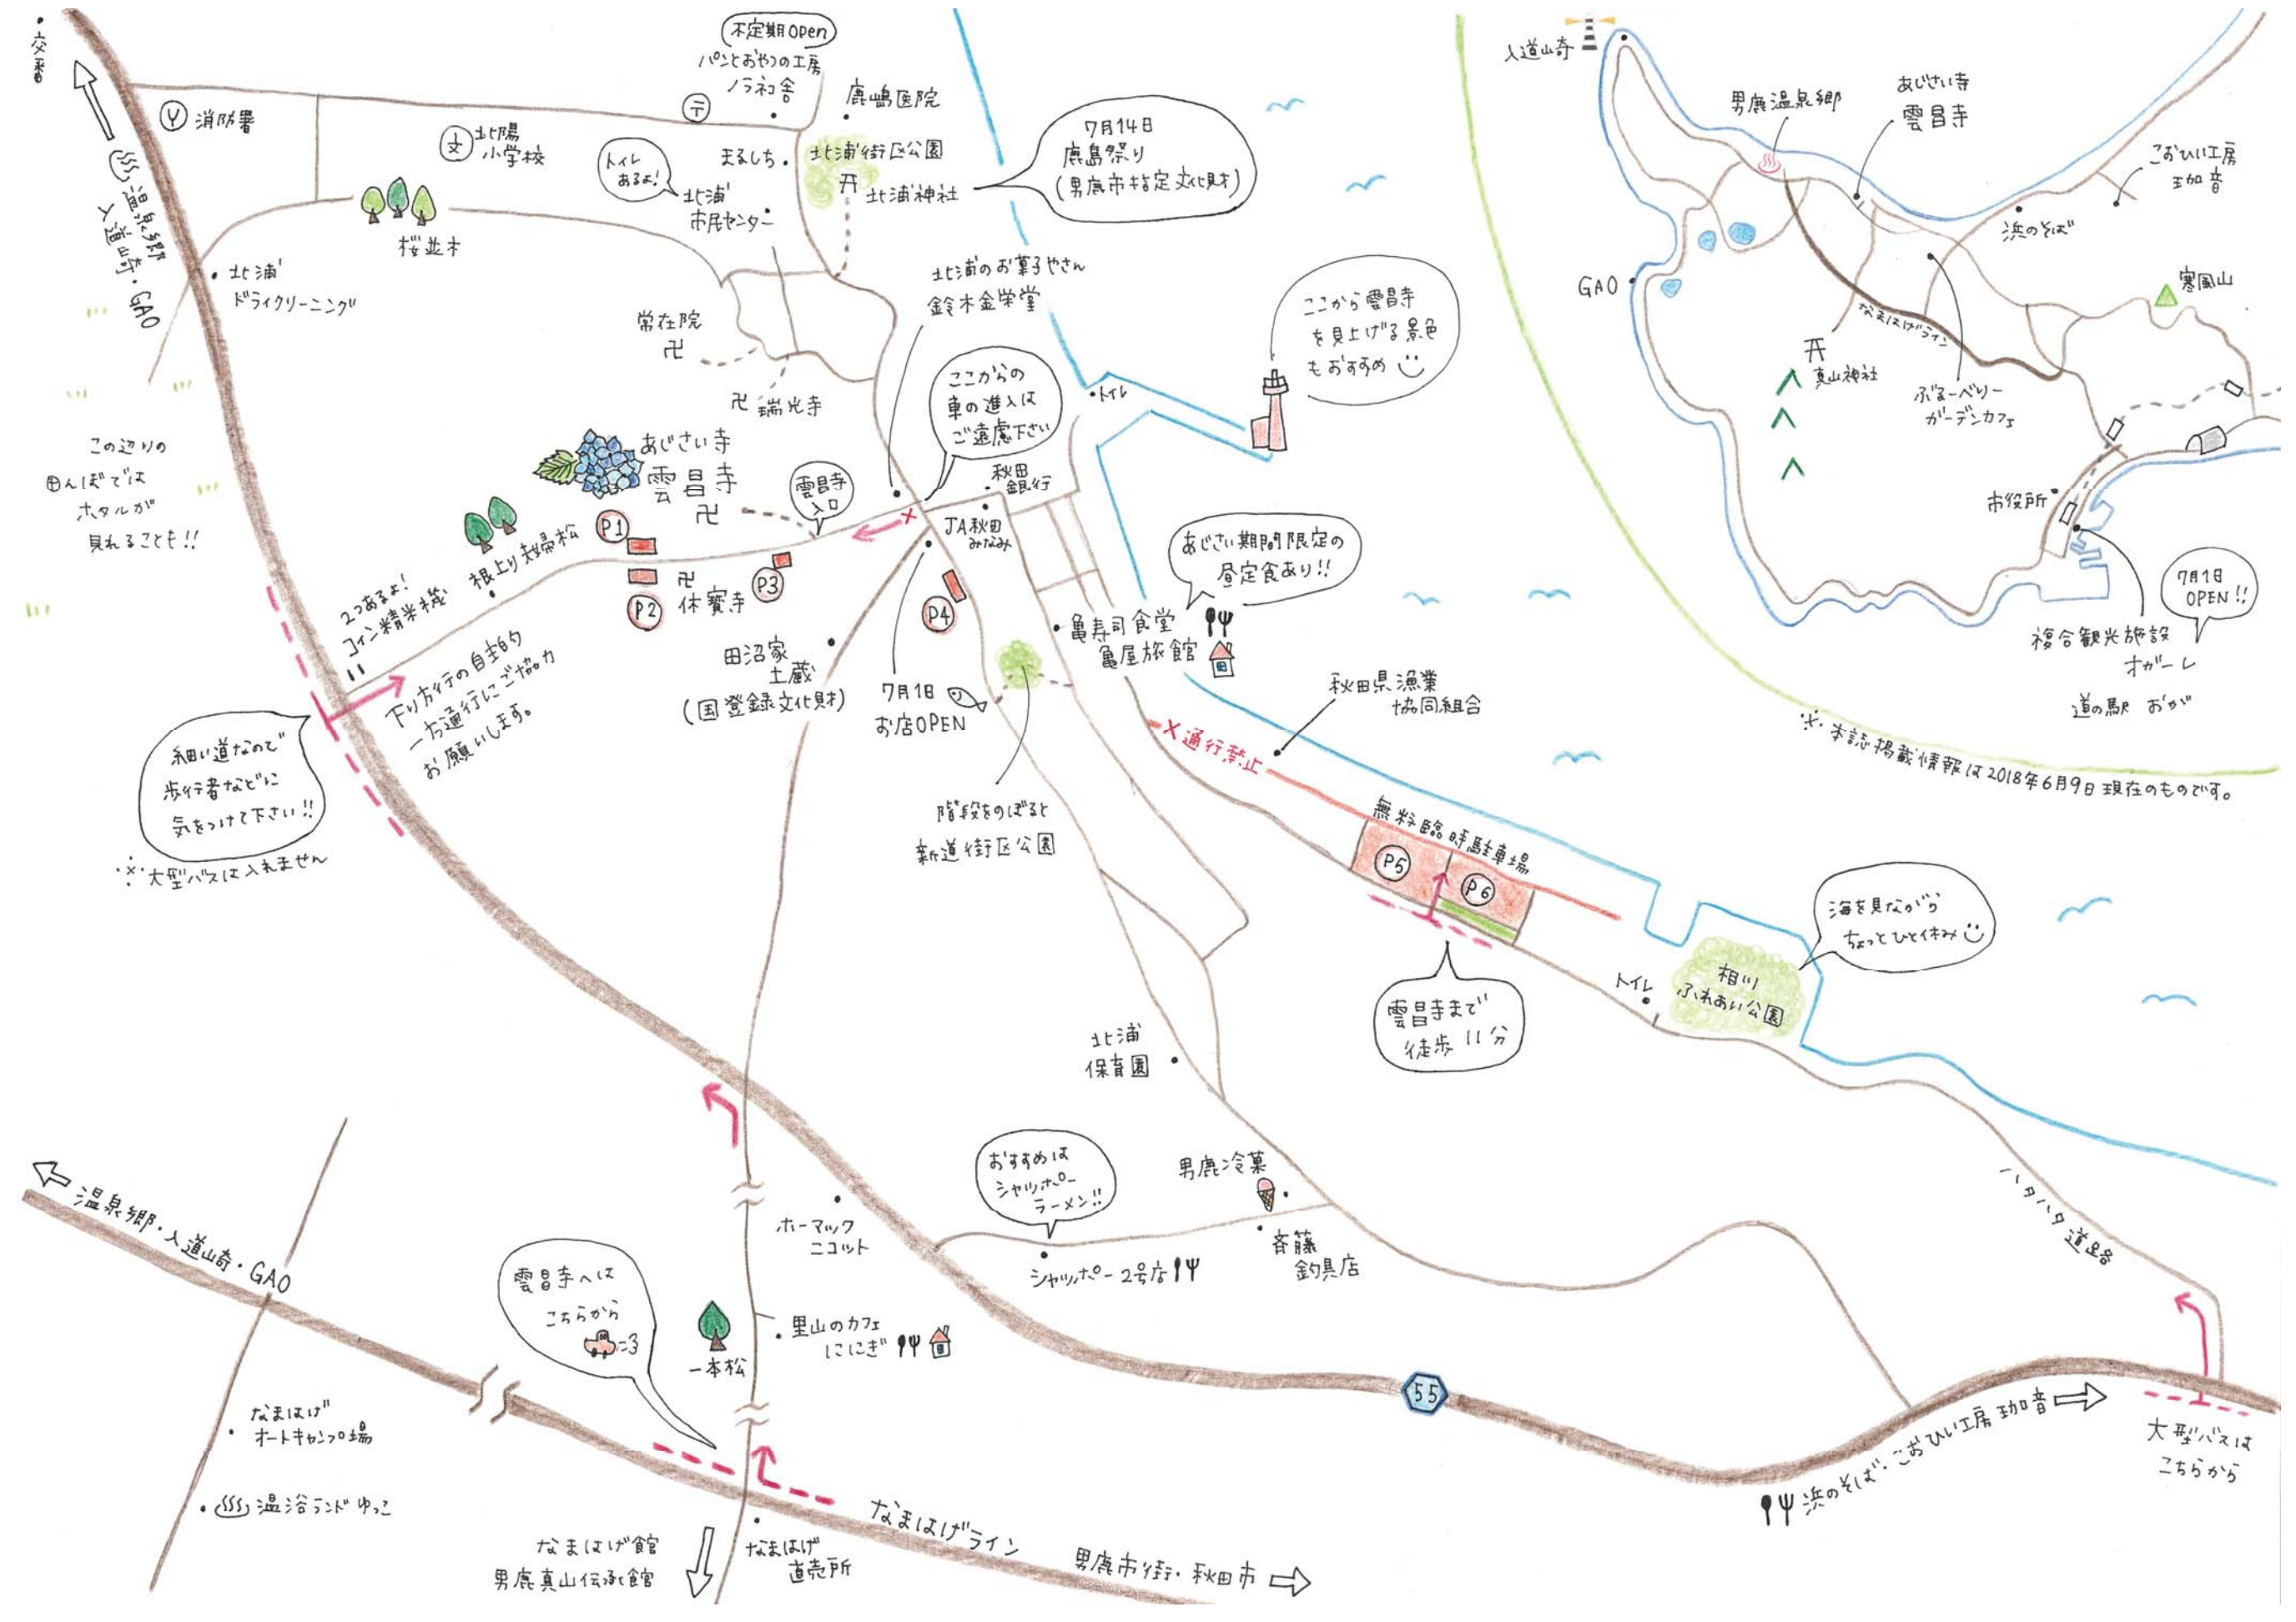 交番
温泉郷
入道山奇・GAO
消防署
文
北陽
小学校
〒
不定期Open
パンとおやつの工房
ノラネコ舎
鹿嶋医院
まるしち
北浦街区公園
北浦神社
トイレ
あるよ!
北浦
市民センター
7月14日
鹿島祭り
(男鹿市指定文化財)
桜並木
北浦
ドライクリーニング
北浦のお菓子やさん
鈴木金栄堂
常在院
卍
卍 瑞光寺
ここからの
車の進入は
ご遠慮下さい
トイレ
ここから雲昌寺
を見上げる景色
もおすすめ
この辺りの
田んぼでは
ホタルが
見れることも!!
あじさい寺
雲昌寺
卍
雲昌寺
入口
秋田
銀行
JA秋田
みなみ
P1
P2
P3
P4
卍
休寳寺
根上り夫婦松
2つあるよ!
コイン精米機
下り方行の自主的
一方通行にご協力
お願いします。
細い道なので
歩行者などに
気をつけて下さい!!
※大型バスは入れません
田沼家
土蔵
(国登録文化財)
7月1日
お店OPEN
あじさい期間限定の
昼定食あり!!
亀寿司食堂
亀屋旅館
階段をのぼると
新道街区公園
秋田県漁業
協同組合
×通行禁止
無料臨時駐車場
P5
P6
雲昌寺まで
徒歩 11分
トイレ
相川
ふれあい公園
海を見ながら
ちょっとひと休み
北浦
保育園
男鹿冷菓
斉藤
釣具店
おすすめは
シャッポー
ラーメン!!
シャッポー2号店
ホーマック
ニコット
里山のカフェ
ににぎ
一本松
雲昌寺へは
こちらから
温泉郷・入道山奇・GAO
なまはげ
オートキャンプ場
温浴ランドゆっこ
なまはげ館
男鹿真山伝承館
なまはげ
直売所
なまはげライン
男鹿市街・秋田市
55
浜のそば・こおひい工房 珈音
ハタハタ道路
大型バスは
こちらから
入道山奇
男鹿温泉郷
あじさい寺
雲昌寺
こおひい工房
珈音
浜のそば
GAO
寒風山
なまはげライン
真山神社
ぶるーべりー
ガーデンカフェ
市役所
7月1日
OPEN!!
複合観光施設
オガーレ
道の駅 おが
※本誌掲載情報は2018年6月9日現在のものです。